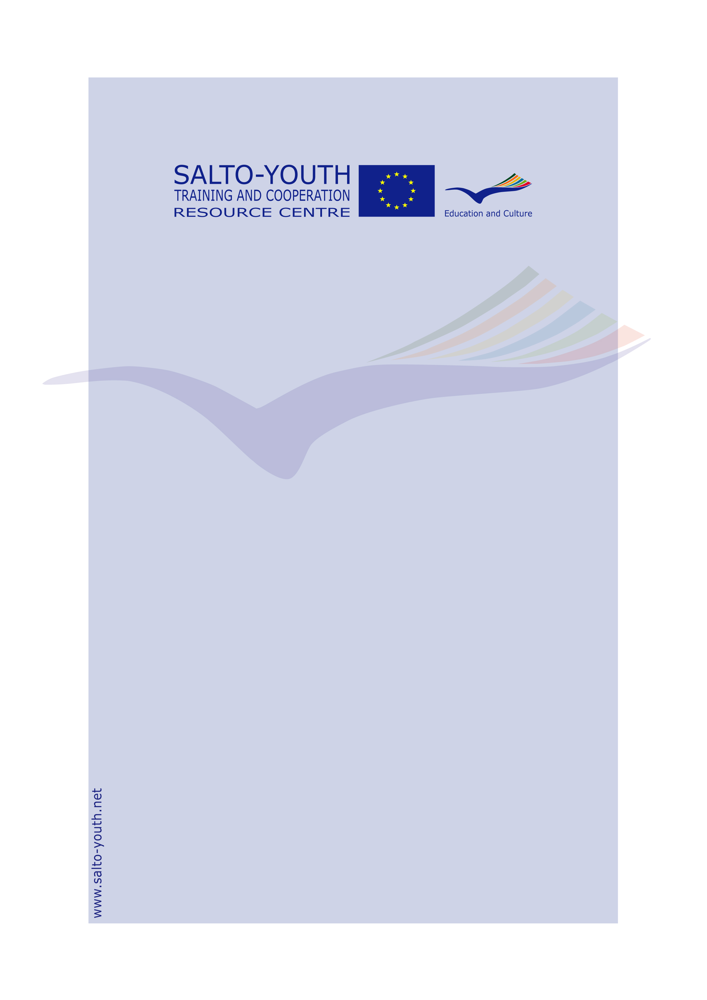 SALTO-YOUTH
TRAINING AND COOPERATION
RESOURCE CENTRE
Education and Culture
www.salto-youth.net